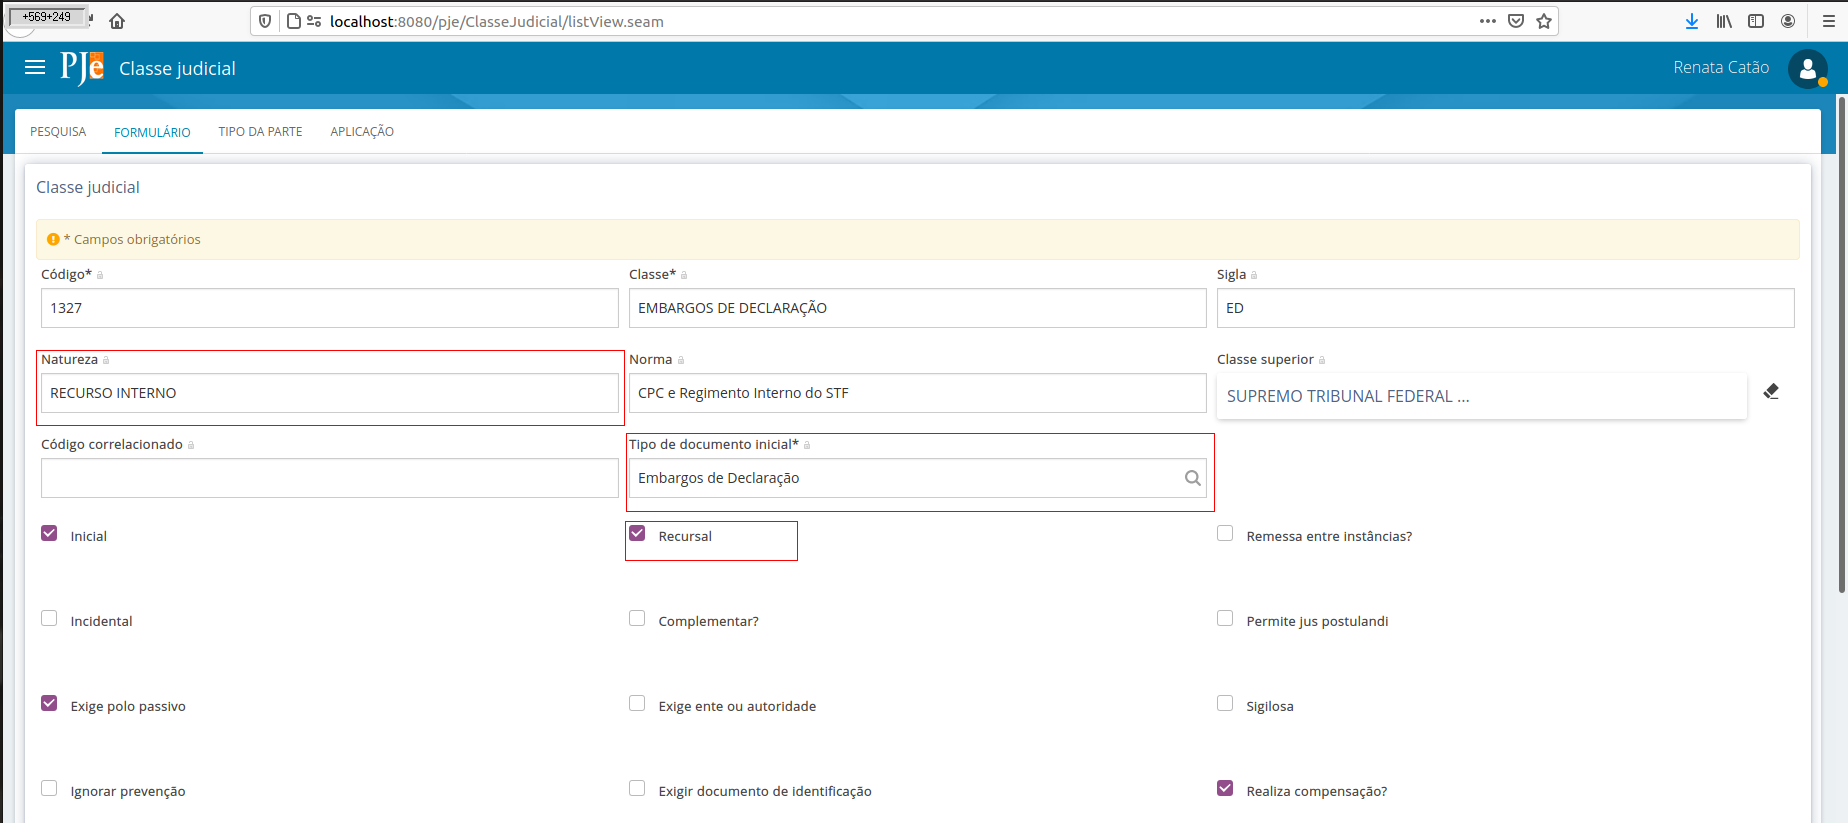 +569+249
localhost:8080/pje/ClasseJudicial/listView.seam
PJe Classe judicial
Renata Catão
PESQUISA FORMULÁRIO TIPO DA PARTE APLICAÇÃO
Classe judicial
* Campos obrigatórios
Código* Classe* Sigla
1327 EMBARGOS DE DECLARAÇÃO ED
Natureza Norma Classe superior
RECURSO INTERNO CPC e Regimento Interno do STF SUPREMO TRIBUNAL FEDERAL ...
Código correlacionado Tipo de documento inicial*
Embargos de Declaração
Inicial Recursal Remessa entre instâncias?
Incidental Complementar? Permite jus postulandi
Exige polo passivo Exige ente ou autoridade Sigilosa
Ignorar prevenção Exigir documento de identificação Realiza compensação?